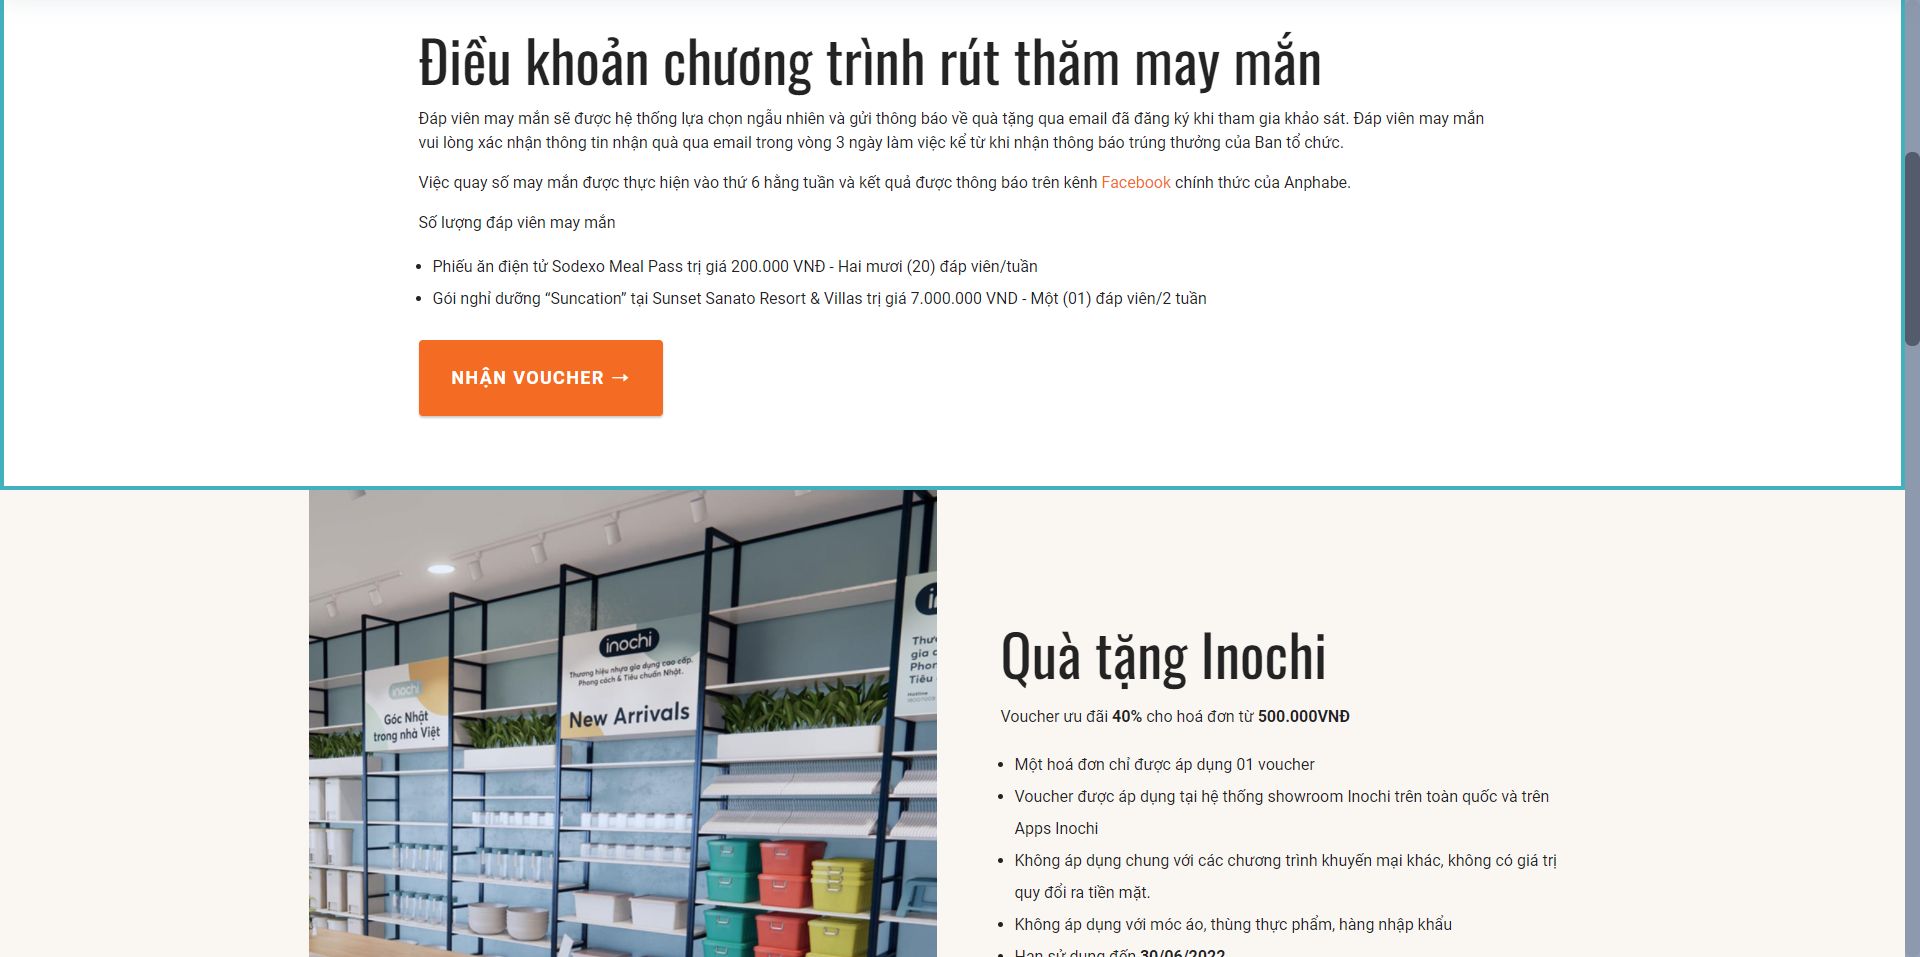 Điều khoản chương trình rút thăm may mắn
Đáp viên may mắn sẽ được hệ thống lựa chọn ngẫu nhiên và gửi thông báo về quà tặng qua email đã đăng ký khi tham gia khảo sát. Đáp viên may mắn
vui lòng xác nhận thông tin nhận quà qua email trong vòng 3 ngày làm việc kể từ khi nhận thông báo trúng thưởng của Ban tổ chức.
Việc quay số may mắn được thực hiện vào thứ 6 hằng tuần và kết quả được thông báo trên kênh Facebook chính thức của Anphabe.
Số lượng đáp viên may mắn
• Phiếu ăn điện tử Sodexo Meal Pass trị giá 200.000 VNĐ - Hai mươi (20) đáp viên/tuần
• Gói nghỉ dưỡng “Suncation” tại Sunset Sanato Resort & Villas trị giá 7.000.000 VND - Một (01) đáp viên/2 tuần
NHẬN VOUCHER →
inochi
Góc Nhật
trong nhà Việt
inochi
Thương hiệu nhựa gia dụng cao cấp.
Phong cách & Tiêu chuẩn Nhật.
New Arrivals
Quà tặng Inochi
Voucher ưu đãi 40% cho hoá đơn từ 500.000VNĐ
• Một hoá đơn chỉ được áp dụng 01 voucher
• Voucher được áp dụng tại hệ thống showroom Inochi trên toàn quốc và trên
Apps Inochi
• Không áp dụng chung với các chương trình khuyến mại khác, không có giá trị
quy đổi ra tiền mặt.
• Không áp dụng với móc áo, thùng thực phẩm, hàng nhập khẩu
• Hạn sử dụng đến 30/06/2022